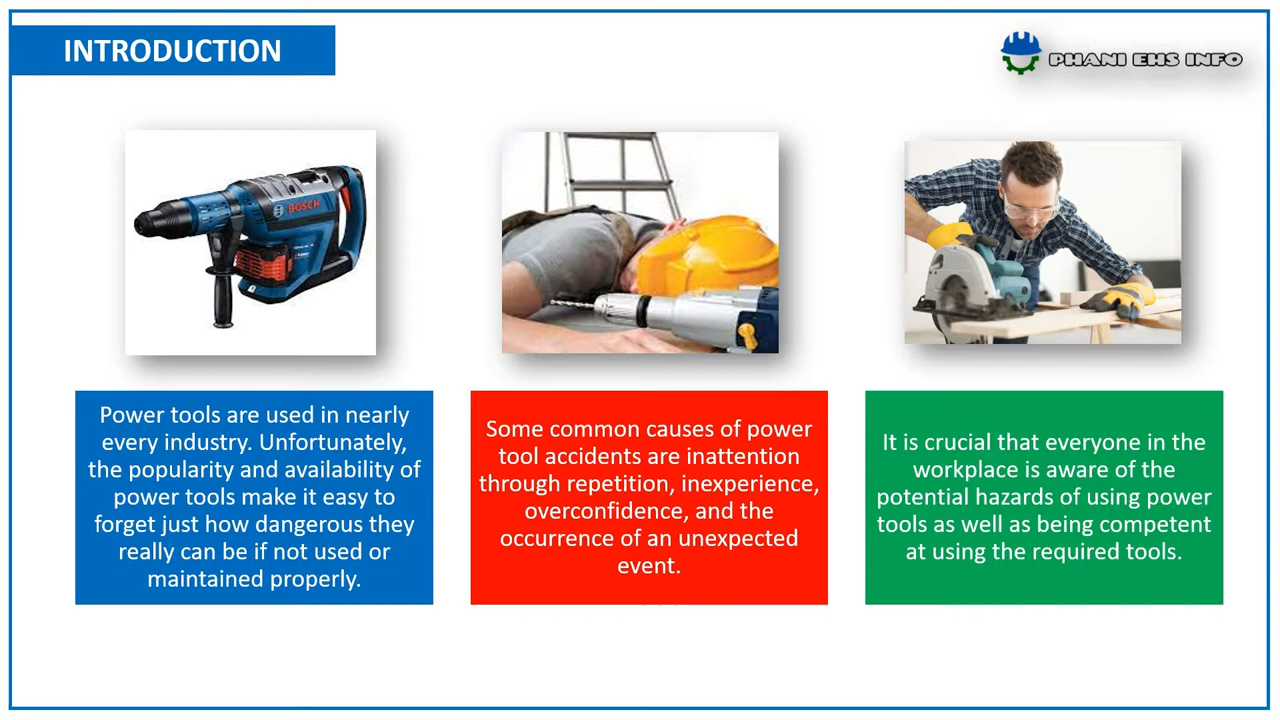 INTRODUCTION
PHANI EHS INFO
BOSCH
Power tools are used in nearly
every industry. Unfortunately,
the popularity and availability of
power tools make it easy to
forget just how dangerous they
really can be if not used or
maintained properly.
Some common causes of power
tool accidents are inattention
through repetition, inexperience,
overconfidence, and the
occurrence of an unexpected
event.
It is crucial that everyone in the
workplace is aware of the
potential hazards of using power
tools as well as being competent
at using the required tools.